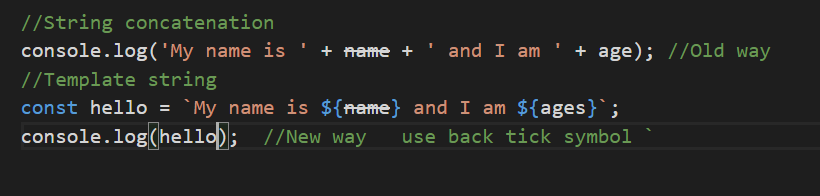 //String concatenation
console.log('My name is ' + name + ' and I am ' + age); //Old way
//Template string
const hello = `My name is ${name} and I am ${ages}`;
console.log(hello);  //New way   use back tick symbol `